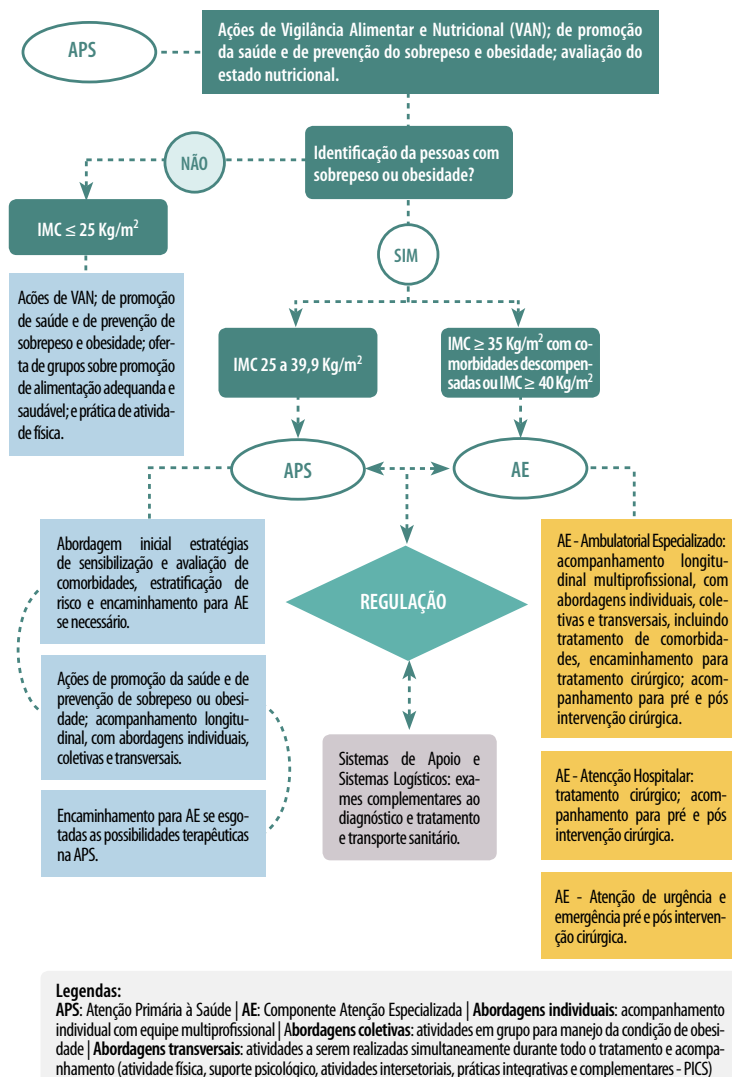 APS
Ações de Vigilância Alimentar e Nutricional (VAN); de promoção
da saúde e de prevenção do sobrepeso e obesidade; avaliação do
estado nutricional.
Identificação da pessoas com
sobrepeso ou obesidade?
NÃO
IMC ≤ 25 Kg/m²
SIM
Acões de VAN; de promoção
de saúde e de prevenção de
sobrepeso e obesidade; ofer-
ta de grupos sobre promoção
de alimentação adequanda e
saudável; e prática de ativida-
de física.
IMC 25 a 39,9 Kg/m²
IMC ≥ 35 Kg/m² com co-
morbidades descompen-
sadas ou IMC ≥ 40 Kg/m²
APS
AE
Abordagem inicial estratégias
de sensibilização e avaliação de
comorbidades, estratificação de
risco e encaminhamento para AE
se necessário.
Ações de promoção da saúde e de
prevenção de sobrepeso ou obesi-
dade; acompanhamento longitu-
dinal, com abordagens individuais,
coletivas e transversais.
Encaminhamento para AE se esgo-
tadas as possibilidades terapêuticas
na APS.
REGULAÇÃO
Sistemas de Apoio e
Sistemas Logísticos: exa-
mes complementares ao
diagnóstico e tratamento
e transporte sanitário.
AE - Ambulatorial Especializado:
acompanhamento longitu-
dinal multiprofissional, com
abordagens individuais, cole-
tivas e transversais, incluindo
tratamento de comorbida-
des, encaminhamento para
tratamento cirúrgico; acom-
panhamento para pré e pós
intervenção cirúrgica.
AE - Atencção Hospitalar:
tratamento cirúrgico; acom-
panhamento para pré e pós
intervenção cirúrgica.
AE - Atenção de urgência e
emergência pré e pós interven-
ção cirúrgica.
Legendas:
APS: Atenção Primária à Saúde | AE: Componente Atenção Especializada | Abordagens individuais: acompanhamento
individual com equipe multiprofissional | Abordagens coletivas: atividades em grupo para manejo da condição de obesi-
dade | Abordagens transversais: atividades a serem realizadas simultaneamente durante todo o tratamento e acompa-
nhamento (atividade física, suporte psicológico, atividades intersetoriais, práticas integrativas e complementares - PICS)